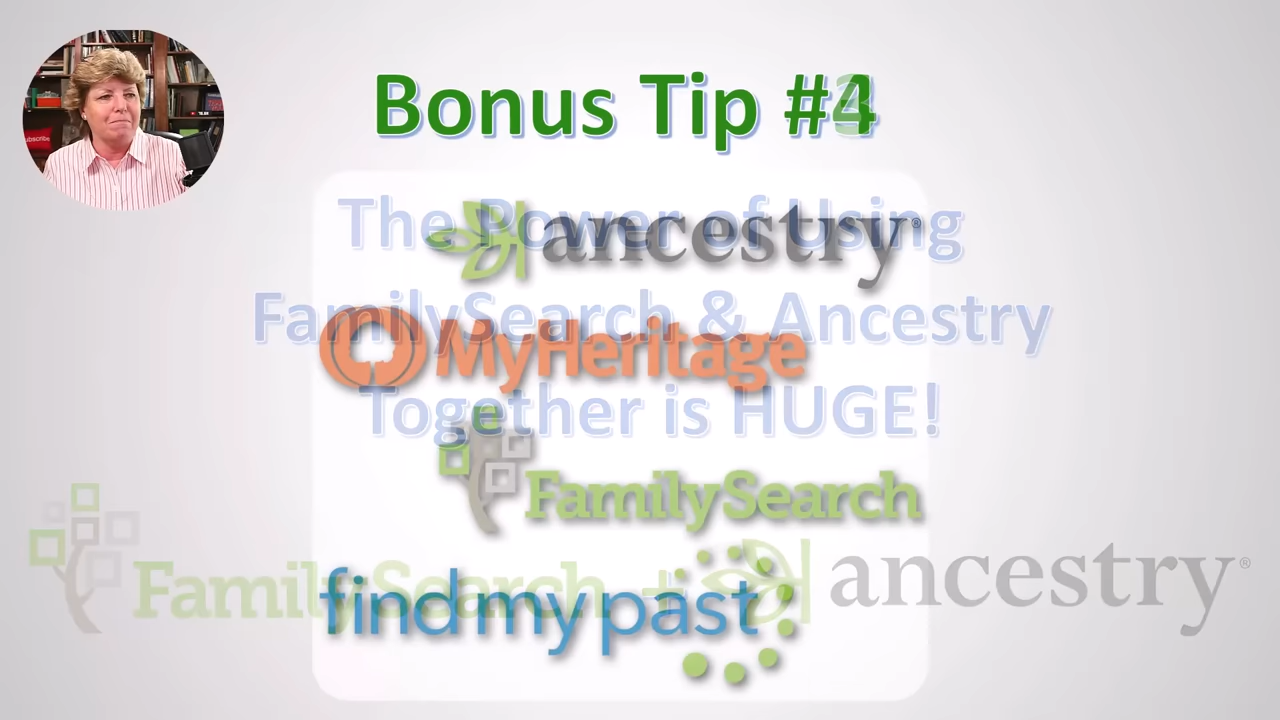 Bonus Tip #4
The Power of Using
ancestry®
FamilySearch & Ancestry
MyHeritage
Together is HUGE!
FamilySearch
FamilySearch + ancestry®
findmypast